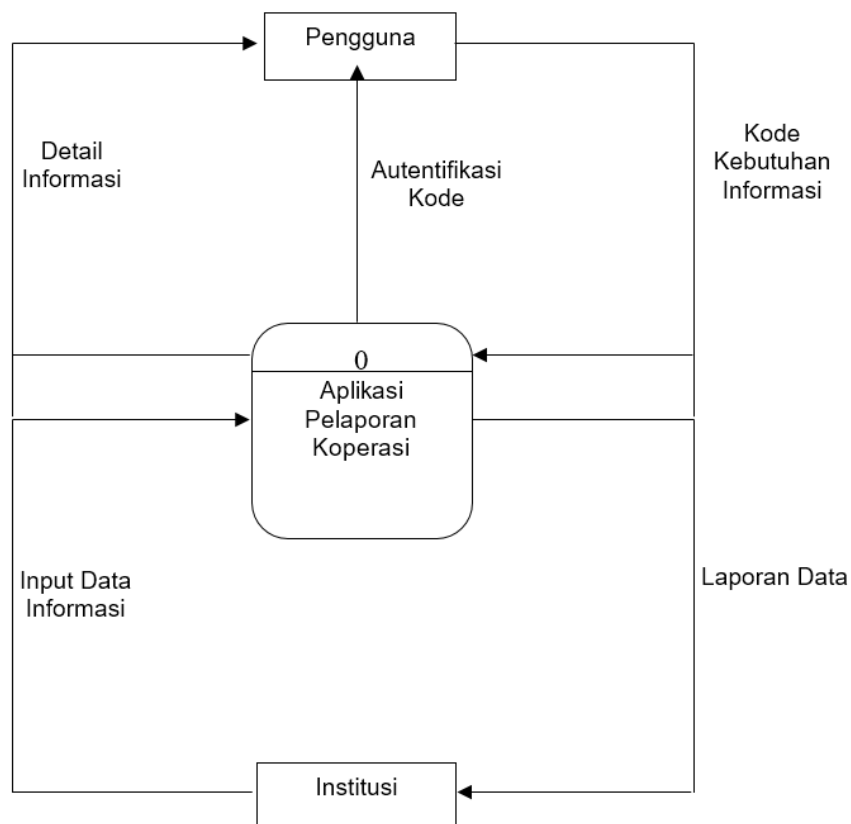 Pengguna
Detail
Informasi
Autentifikasi
Kode
Kode
Kebutuhan
Informasi
0
Aplikasi
Pelaporan
Koperasi
Input Data
Informasi
Laporan Data
Institusi